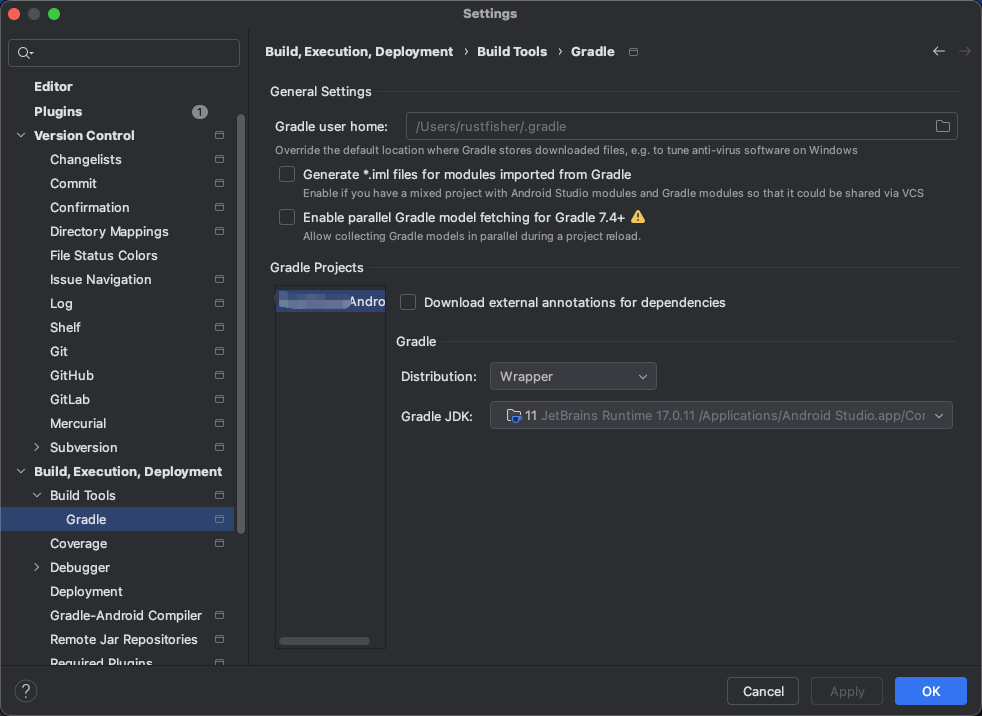 Settings
Editor
Plugins 1
Version Control
Changelists
Commit
Confirmation
Directory Mappings
File Status Colors
Issue Navigation
Log
Shelf
Git
GitHub
GitLab
Mercurial
Subversion
Build, Execution, Deployment
Build Tools
Gradle
Coverage
Debugger
Deployment
Gradle-Android Compiler
Remote Jar Repositories
Required Plugins
Build, Execution, Deployment › Build Tools › Gradle
General Settings
Gradle user home: /Users/rustfisher/.gradle
Override the default location where Gradle stores downloaded files, e.g. to tune anti-virus software on Windows
Generate *.iml files for modules imported from Gradle
Enable if you have a mixed project with Android Studio modules and Gradle modules so that it could be shared via VCS
Enable parallel Gradle model fetching for Gradle 7.4+
Allow collecting Gradle models in parallel during a project reload.
Gradle Projects
Andro
Download external annotations for dependencies
Gradle
Distribution: Wrapper
Gradle JDK: 11 JetBrains Runtime 17.0.11 /Applications/Android Studio.app/Cor
? Cancel Apply OK